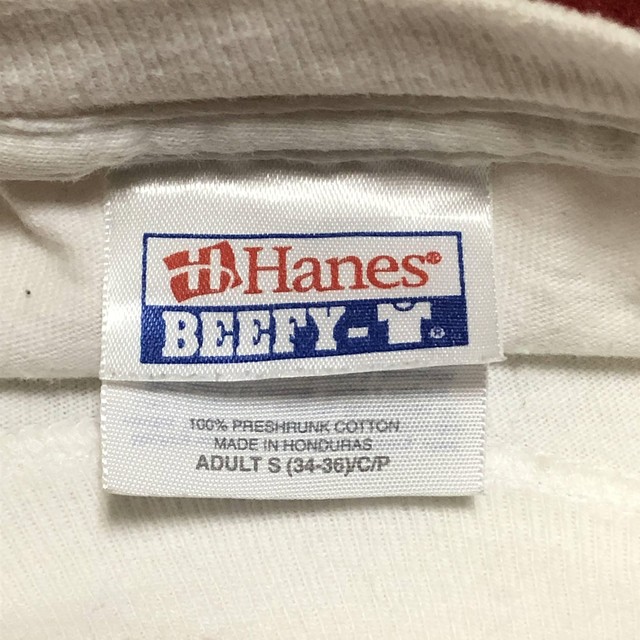 Hanes®
BEEFY-T®
100% PRESHRUNK COTTON
MADE IN HONDURAS
ADULT S (34-36)/C/P